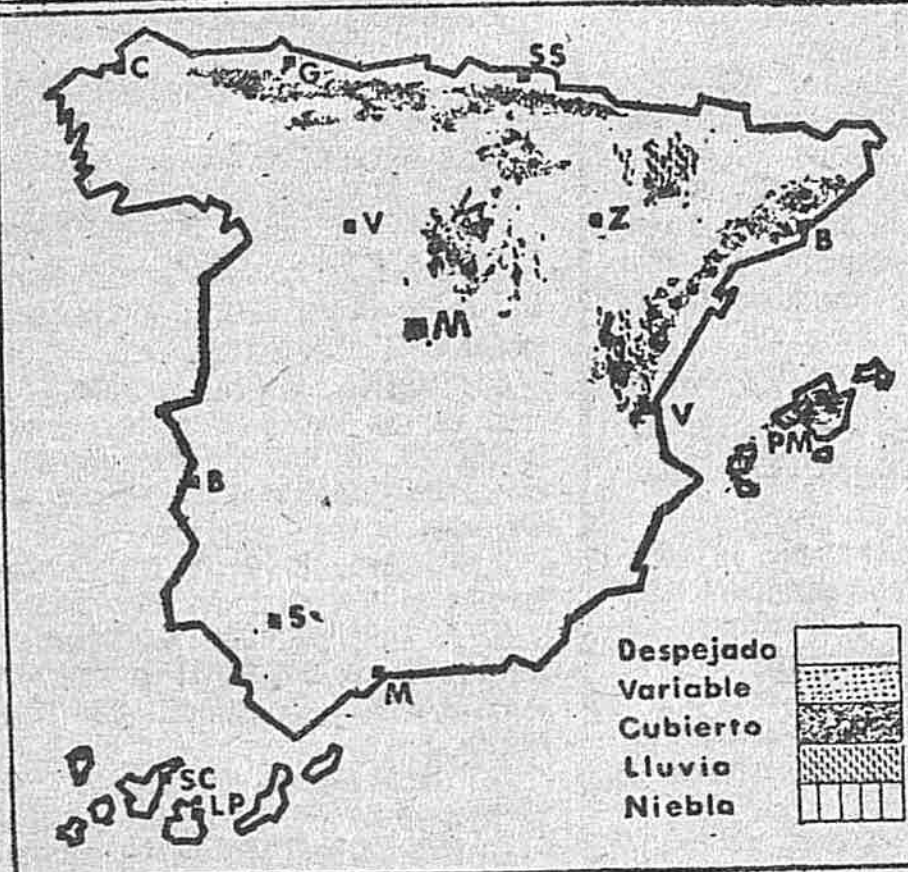 C
G
SS
V
Z
B
M
V
PM
B
S
M
SC
LP
Despejado
Variable
Cubierto
Lluvia
Niebla